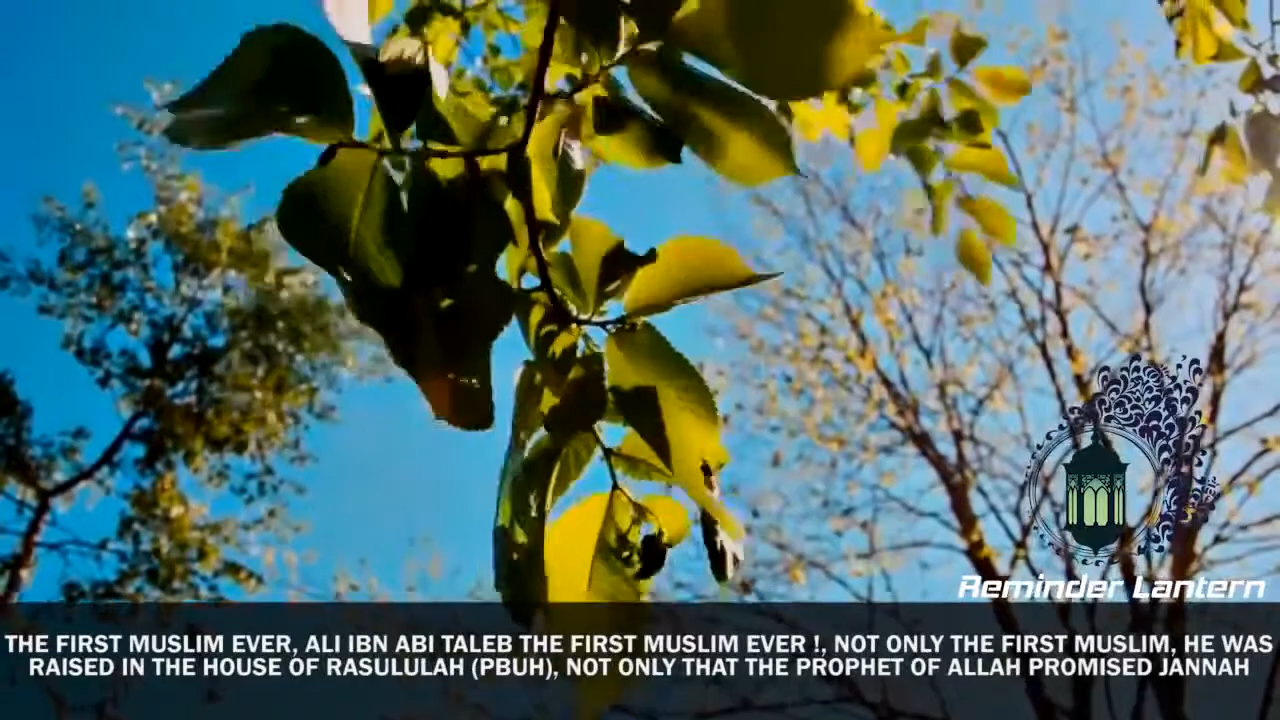 Reminder Lantern
THE FIRST MUSLIM EVER, ALI IBN ABI TALEB THE FIRST MUSLIM EVER !, NOT ONLY THE FIRST MUSLIM, HE WAS
RAISED IN THE HOUSE OF RASULULAH (PBUH), NOT ONLY THAT THE PROPHET OF ALLAH PROMISED JANNAH